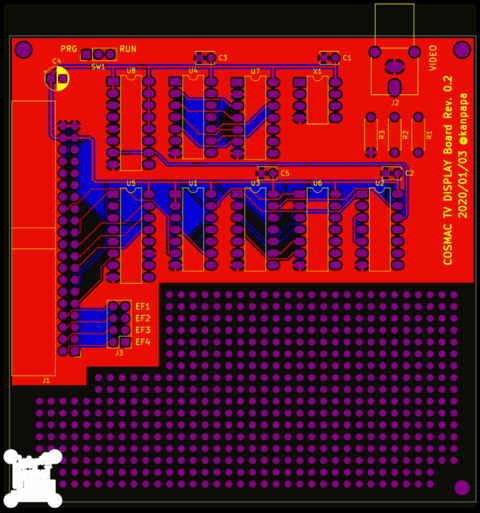 PRG
RUN
SW1
C4
U8
U4
C3
U7
X1
C1
VIDEO
J2
R3
R2
R1
COSMAC TV DISPLAY Board Rev. 0.2
2020/01/03 @kanpapa
C5
C2
U5
U1
U3
U6
U2
EF1
EF2
EF3
EF4
J3
J1